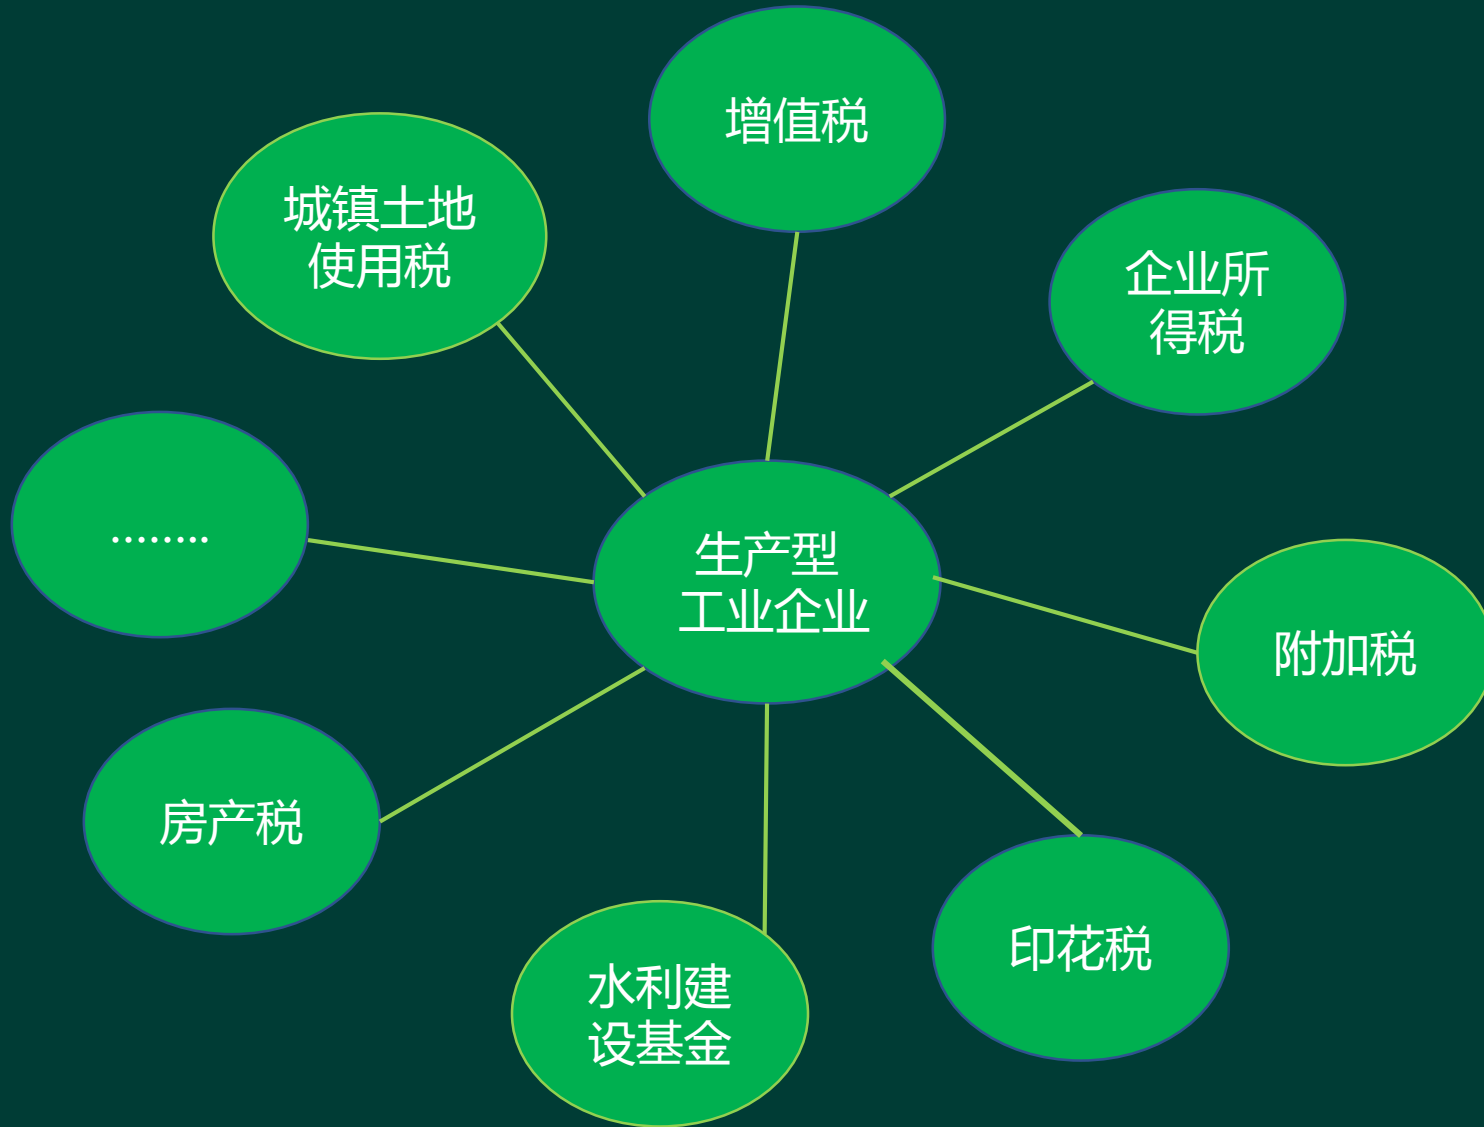 增值税
城镇土地
使用税
企业所
得税
........
生产型
工业企业
附加税
房产税
印花税
水利建
设基金